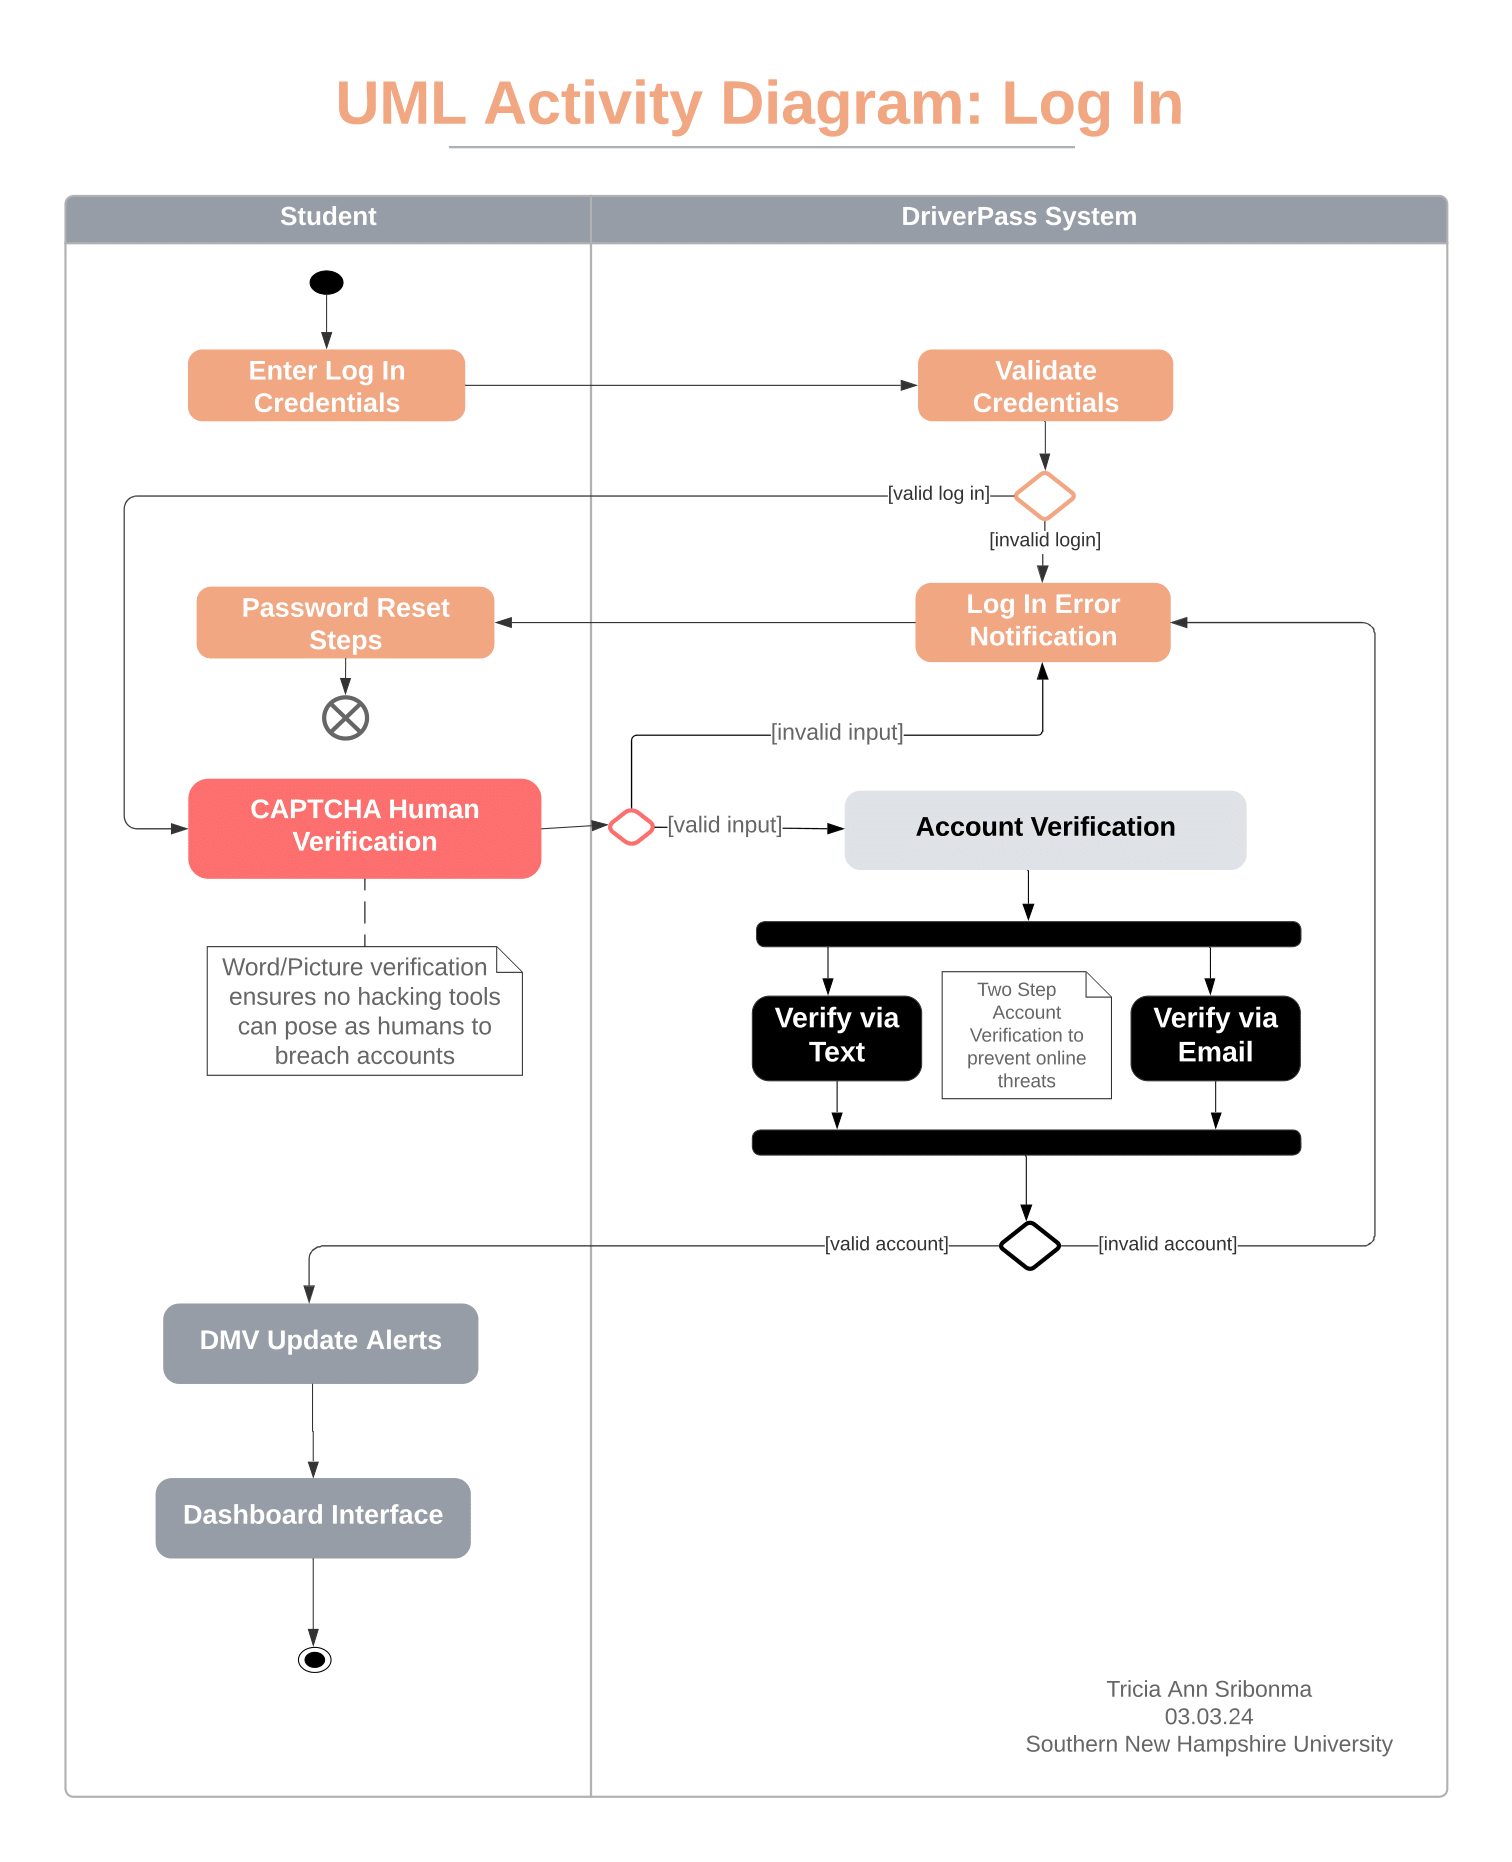 UML Activity Diagram: Log In
Student
DriverPass System
Enter Log In
Credentials
Validate
Credentials
[valid log in]
[invalid login]
Password Reset
Steps
Log In Error
Notification
[invalid input]
CAPTCHA Human
Verification
[valid input]
Account Verification
Word/Picture verification
ensures no hacking tools
can pose as humans to
breach accounts
Verify via
Text
Two Step
Account
Verification to
prevent online
threats
Verify via
Email
[valid account]
[invalid account]
DMV Update Alerts
Dashboard Interface
Tricia Ann Sribonma
03.03.24
Southern New Hampshire University